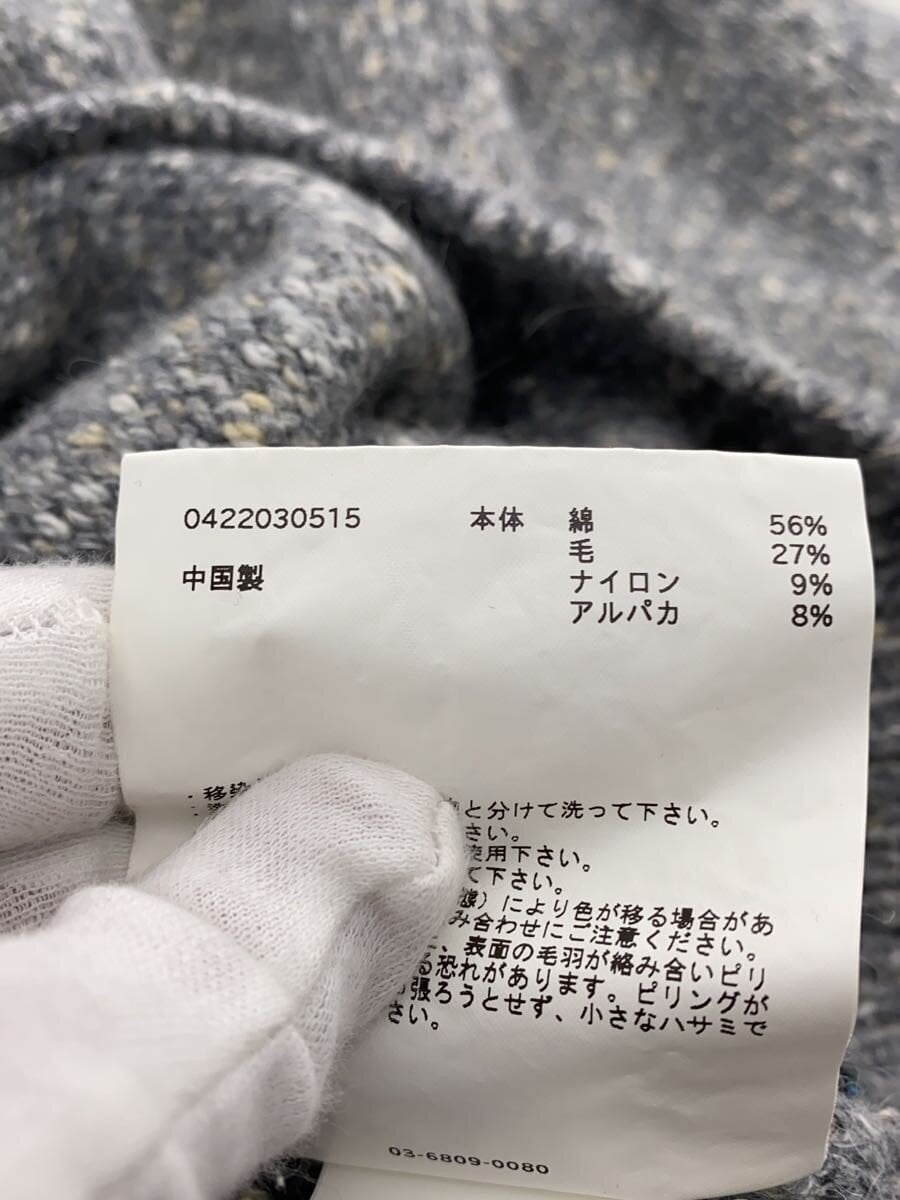 0422030515 本体 綿 56%
毛 27%
中国製 ナイロン 9%
アルパカ 8%
・移染 と分けて洗って下さい。
さい。
使用下さい。
て下さい。
態）により色が移る場合があ
み合わせにご注意ください。
、表面の毛羽が絡み合いピリ
る恐れがあります。ピリングが
張ろうとせず、小さなハサミで
さい。
03-6809-0080